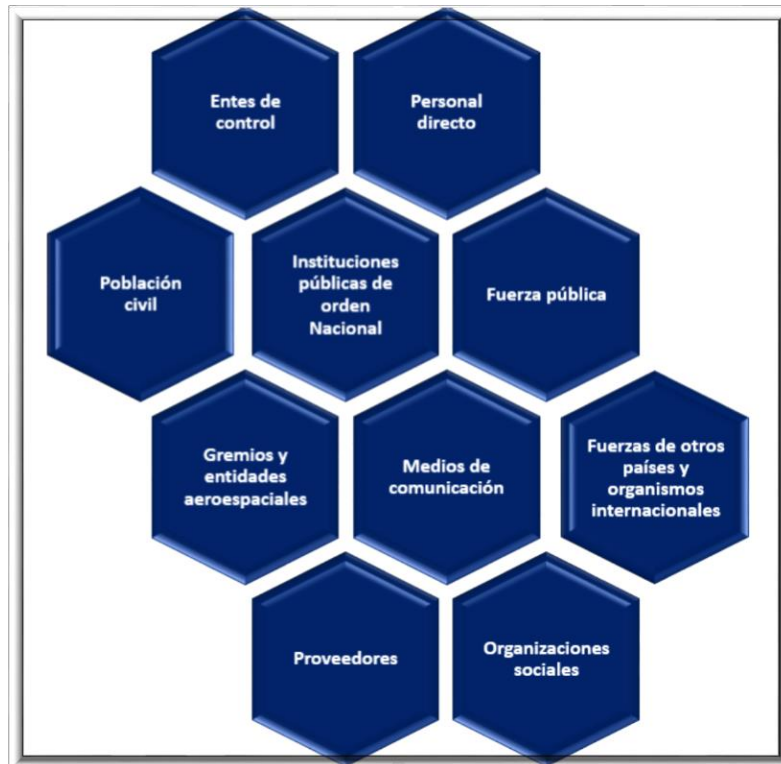 Entes de
control
Personal
directo
Población
civil
Instituciones
públicas de
orden
Nacional
Fuerza pública
Gremios y
entidades
aeroespaciales
Medios de
comunicación
Fuerzas de otros
países y
organismos
internacionales
Proveedores
Organizaciones
sociales